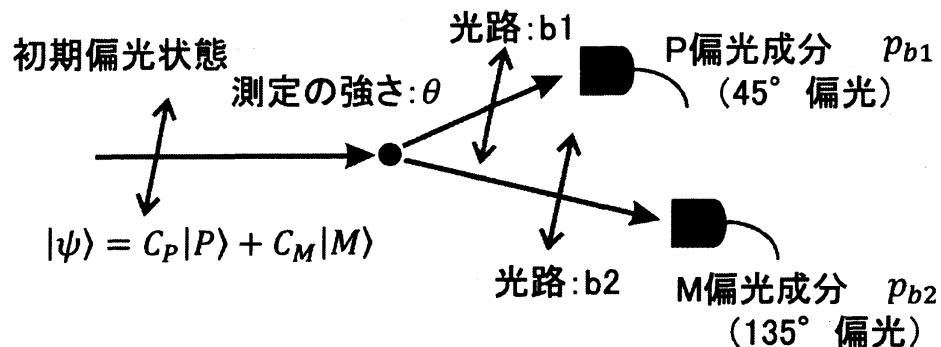 初期偏光状態
測定の強さ:θ
光路:b1
P偏光成分 p_{b1}
(45° 偏光)
|ψ⟩ = C_P|P⟩ + C_M|M⟩
光路:b2
M偏光成分 p_{b2}
(135° 偏光)